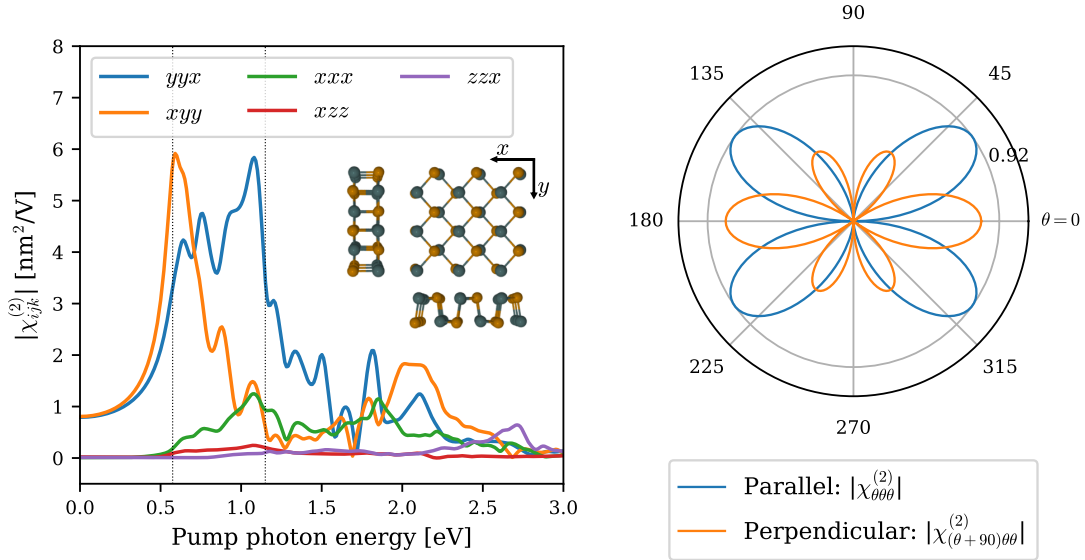 8
7
6
5
4
3
2
1
0
|χ^{(2)}_{ijk}| [nm²/V]
0.0 0.5 1.0 1.5 2.0 2.5 3.0
Pump photon energy [eV]
yyx xxx zzx
xyy xzz
x
y
90
135 45
0.92
180 θ = 0
225 315
270
Parallel: |χ^{(2)}_{θθθ}|
Perpendicular: |χ^{(2)}_{(θ+90)θθ}|